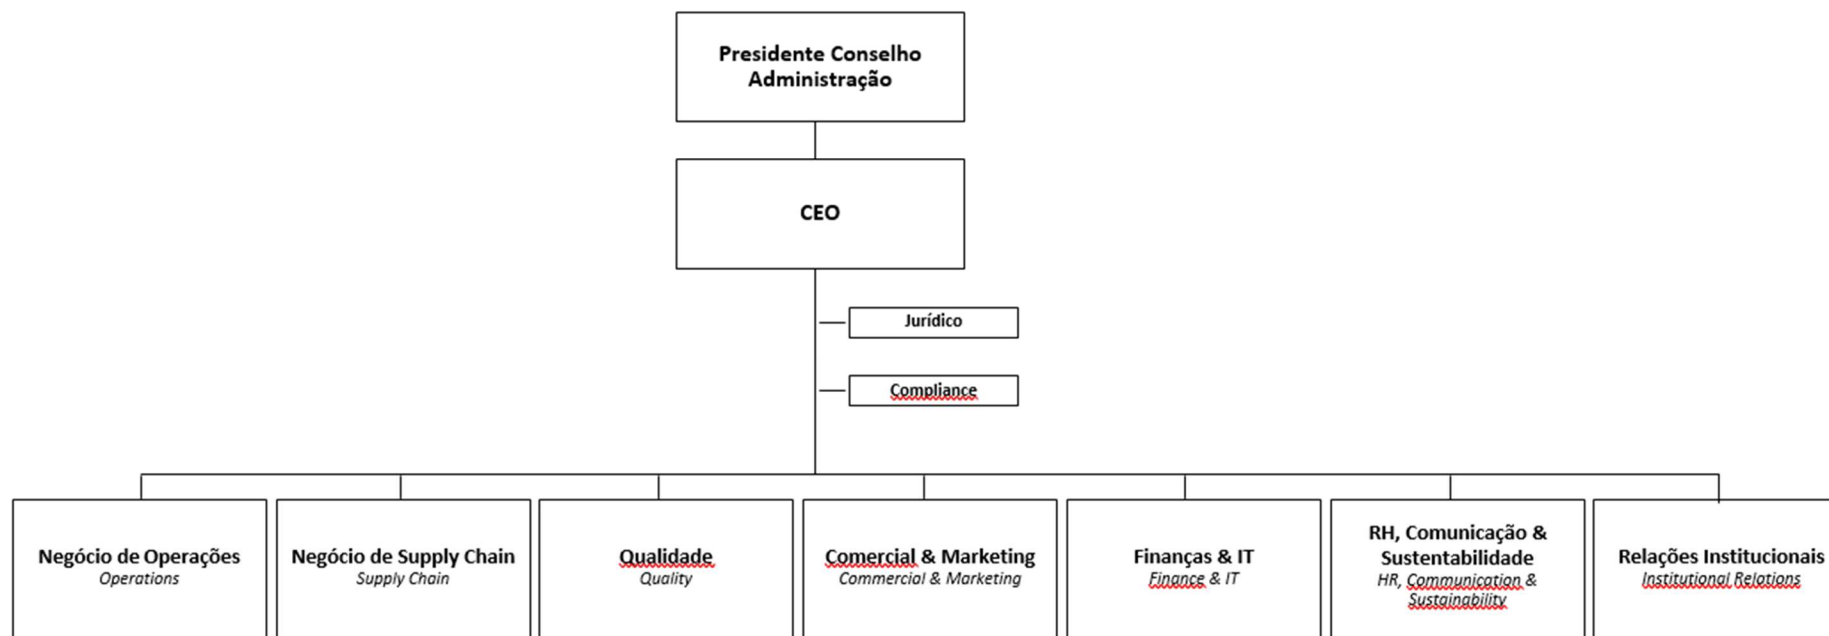 Presidente Conselho
Administração
CEO
Jurídico
Compliance
Negócio de Operações
Operations
Negócio de Supply Chain
Supply Chain
Qualidade
Quality
Comercial & Marketing
Commercial & Marketing
Finanças & IT
Finance & IT
RH, Comunicação &
Sustentabilidade
HR, Communication &
Sustainability
Relações Institucionais
Institutional Relations